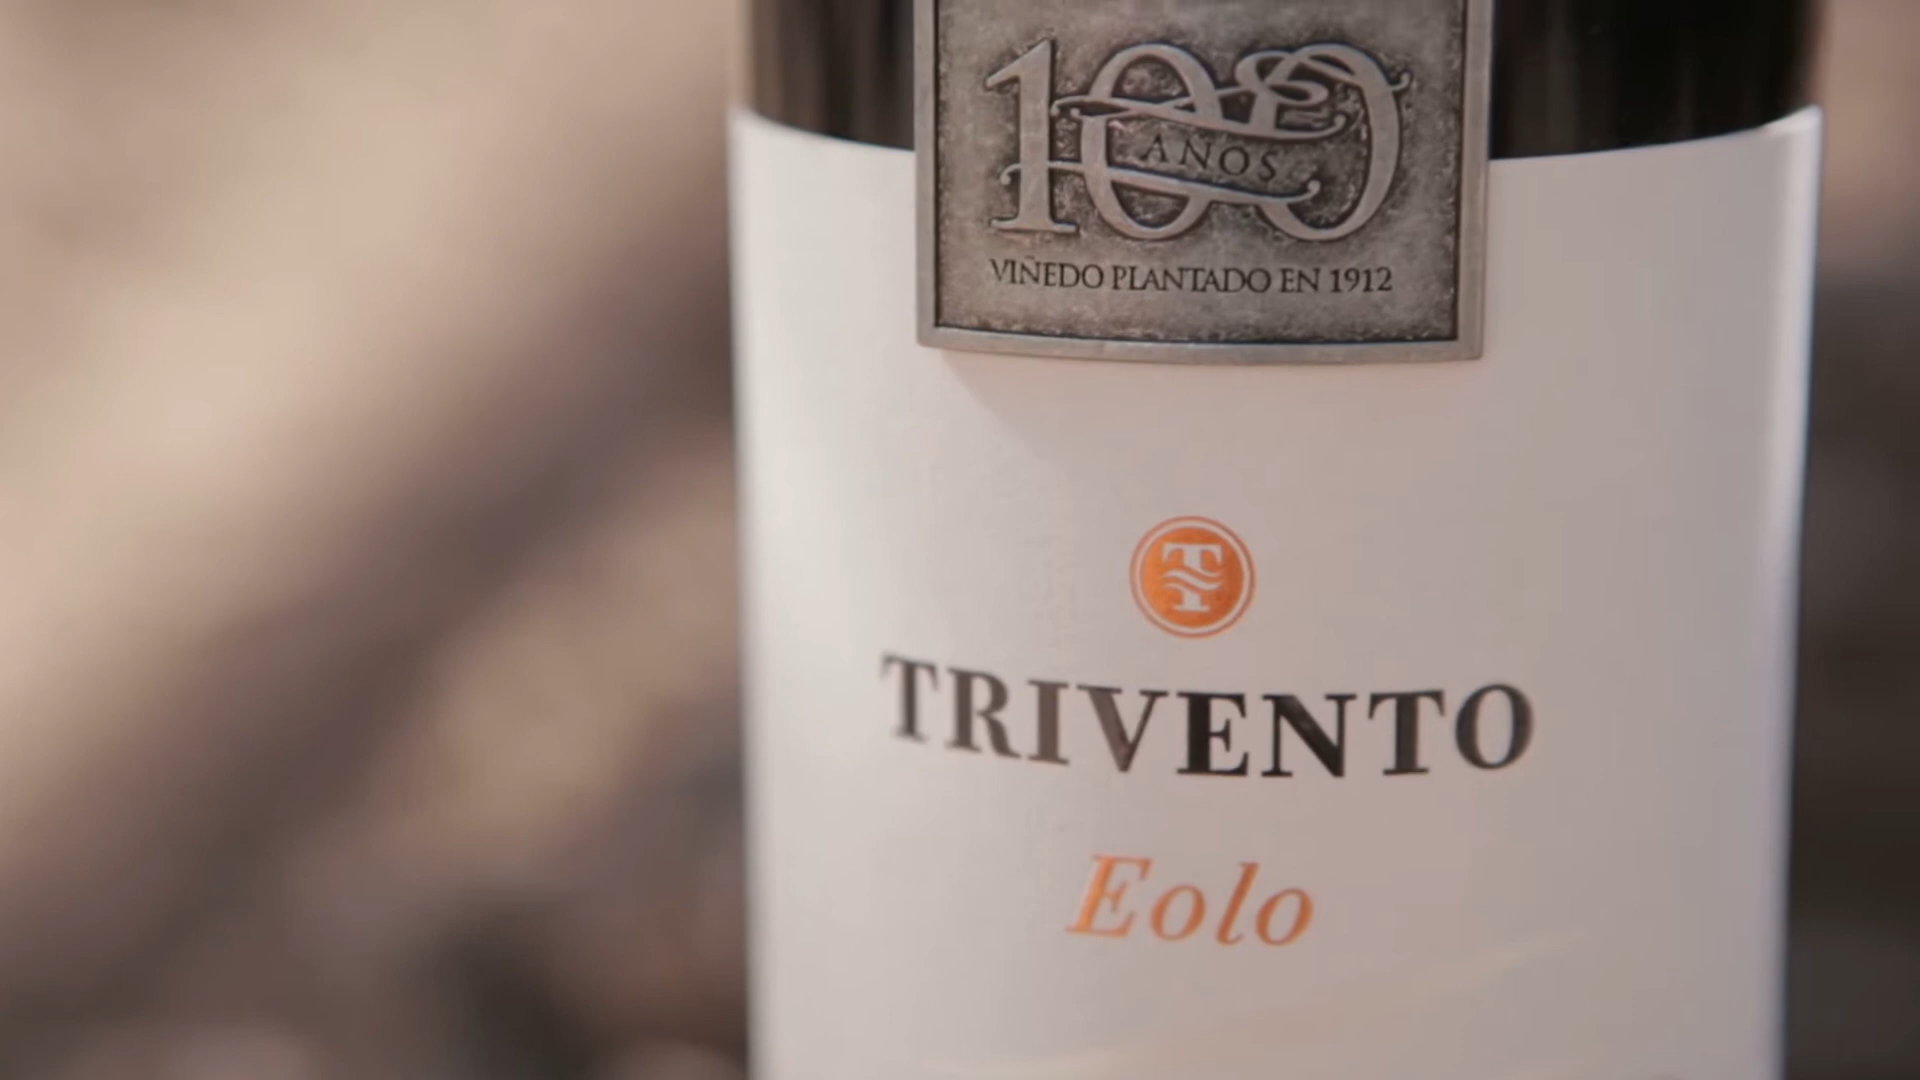 100
AÑOS
VIÑEDO PLANTADO EN 1912
T
TRIVENTO
Eolo